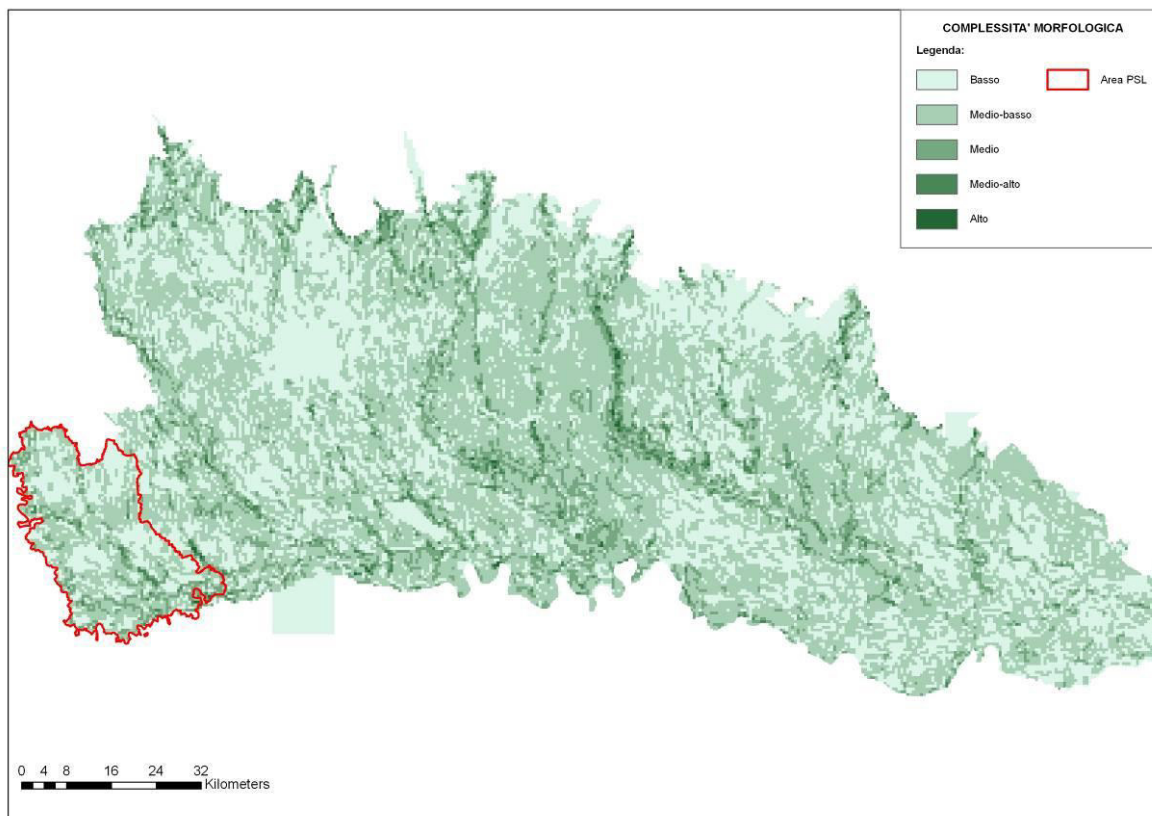 COMPLESSITA' MORFOLOGICA
Legenda:
Basso
Area PSL
Medio-basso
Medio
Medio-alto
Alto
0 4 8 16 24 32
Kilometers